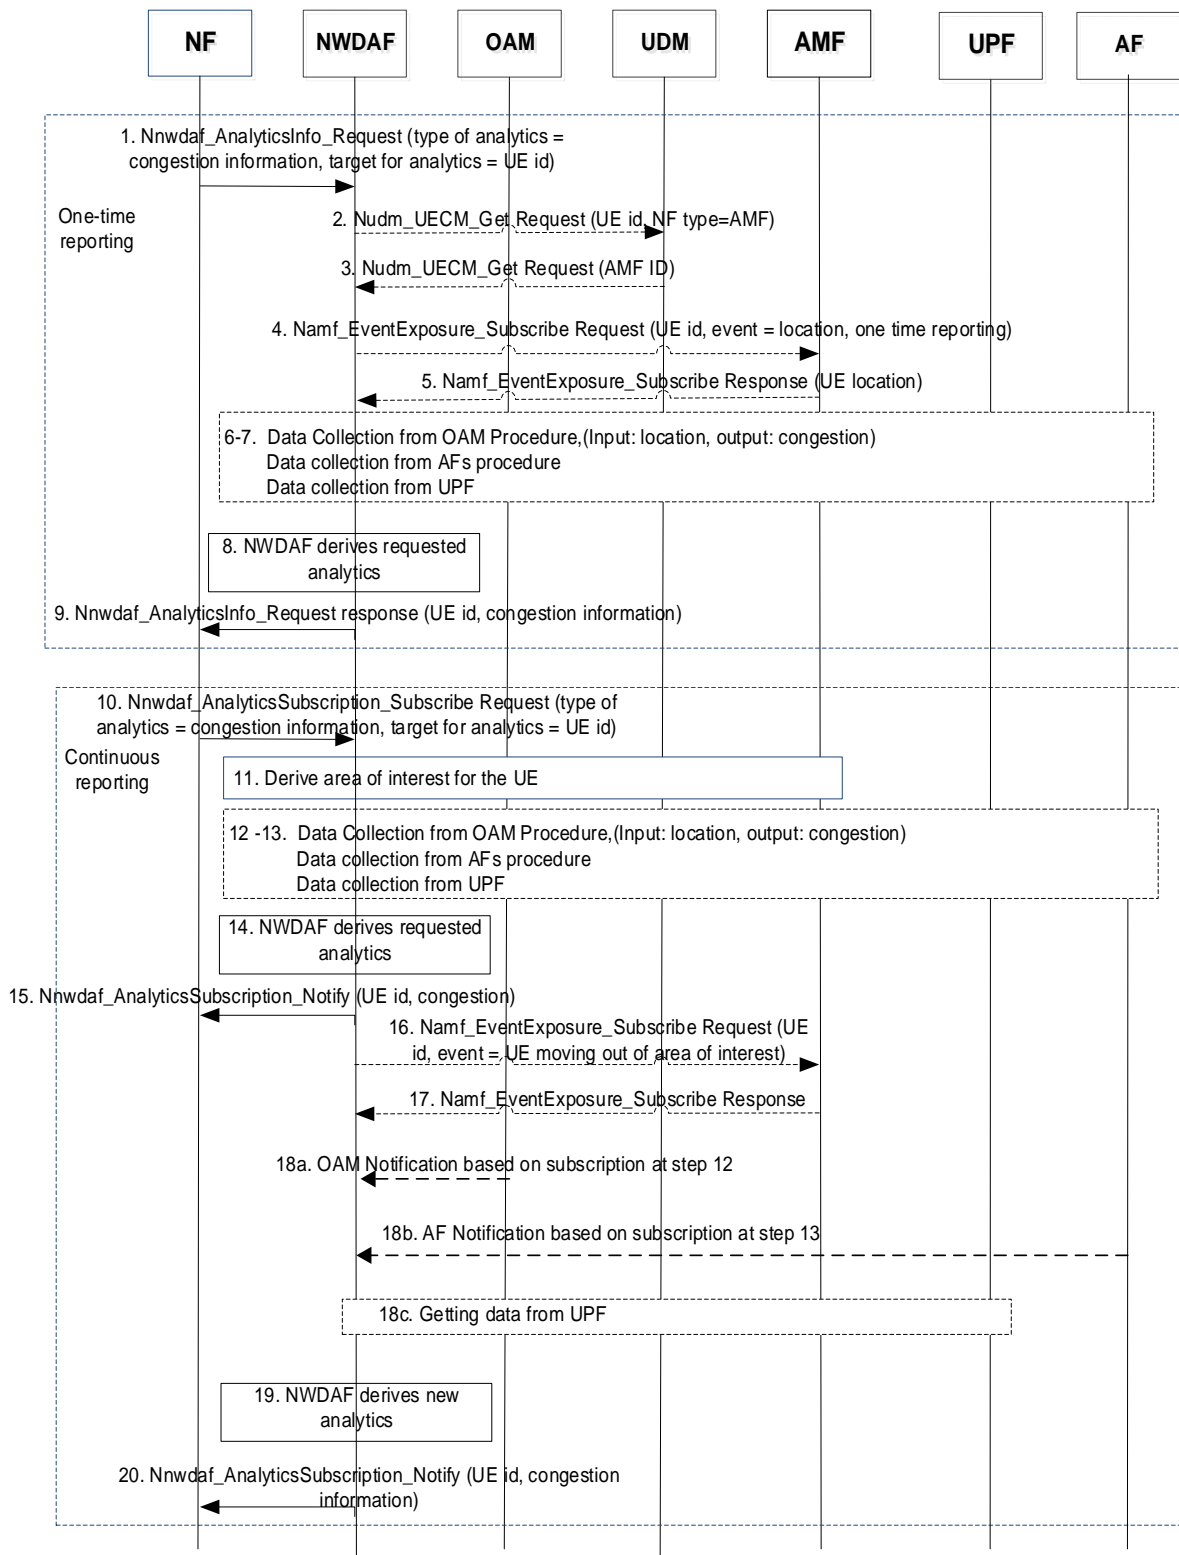 NF
NWDAF
OAM
UDM
AMF
UPF
AF
1. Nnwdaf_AnalyticsInfo_Request (type of analytics =
congestion information, target for analytics = UE id)
One-time
reporting
2. Nudm_UECM_Get Request (UE id, NF type=AMF)
3. Nudm_UECM_Get Request (AMF ID)
4. Namf_EventExposure_Subscribe Request (UE id, event = location, one time reporting)
5. Namf_EventExposure_Subscribe Response (UE location)
6-7. Data Collection from OAM Procedure,(Input: location, output: congestion)
Data collection from AFs procedure
Data collection from UPF
8. NWDAF derives requested
analytics
9. Nnwdaf_AnalyticsInfo_Request response (UE id, congestion information)
10. Nnwdaf_AnalyticsSubscription_Subscribe Request (type of
analytics = congestion information, target for analytics = UE id)
Continuous
reporting
11. Derive area of interest for the UE
12 -13. Data Collection from OAM Procedure,(Input: location, output: congestion)
Data collection from AFs procedure
Data collection from UPF
14. NWDAF derives requested
analytics
15. Nnwdaf_AnalyticsSubscription_Notify (UE id, congestion)
16. Namf_EventExposure_Subscribe Request (UE
id, event = UE moving out of area of interest)
17. Namf_EventExposure_Subscribe Response
18a. OAM Notification based on subscription at step 12
18b. AF Notification based on subscription at step 13
18c. Getting data from UPF
19. NWDAF derives new
analytics
20. Nnwdaf_AnalyticsSubscription_Notify (UE id, congestion
information)